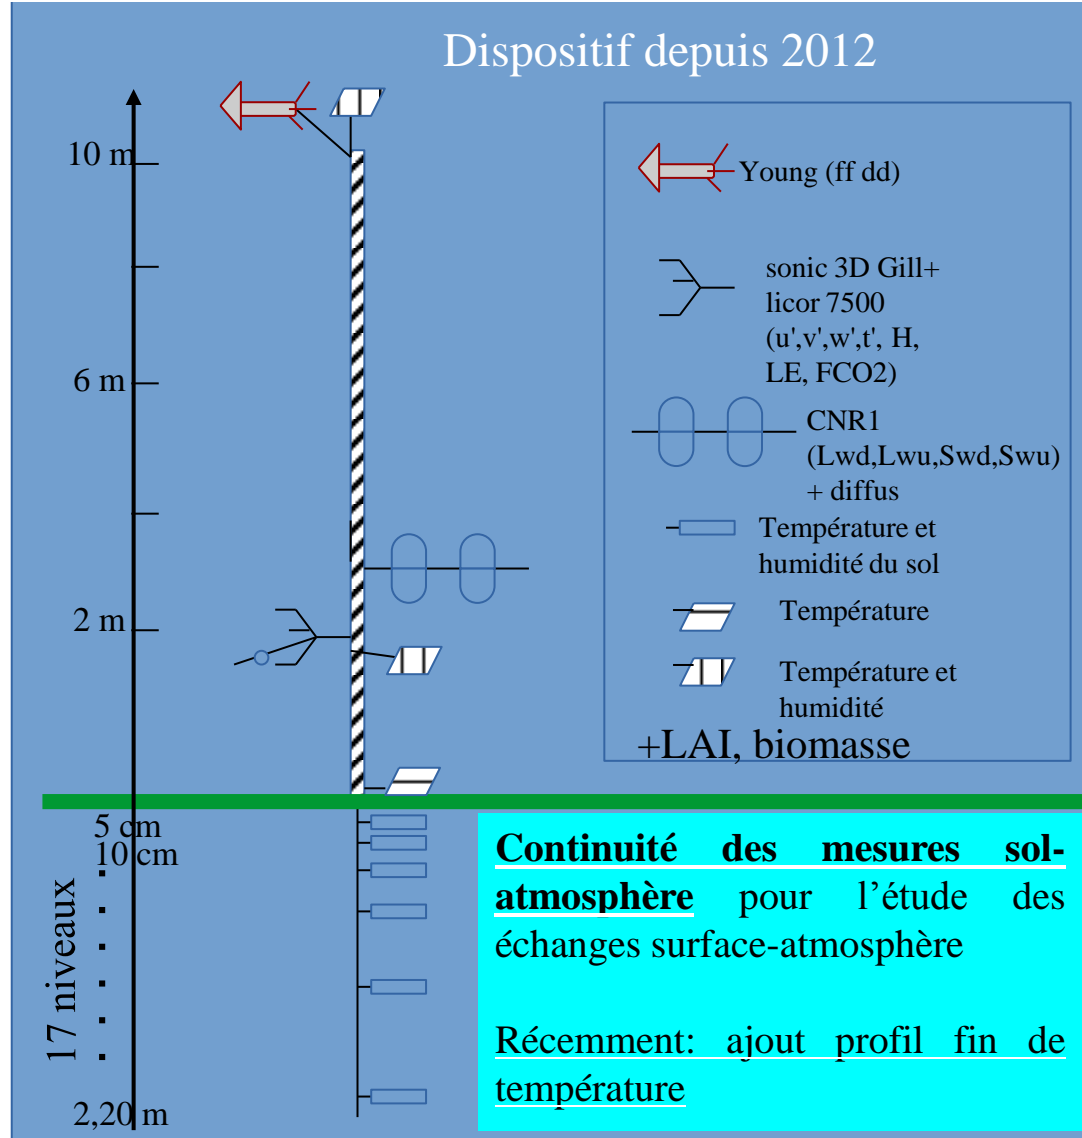 Dispositif depuis 2012
10 m
6 m
2 m
Young (ff dd)
sonic 3D Gill+
licor 7500
(u',v',w',t', H,
LE, FCO2)
CNR1
(Lwd,Lwu,Swd,Swu)
+ diffus
Température et
humidité du sol
Température
Température et
humidité
+LAI, biomasse
5 cm
10 cm
17 niveaux
2,20 m
Continuité des mesures sol-
atmosphère pour l’étude des
échanges surface-atmosphère
Récemment: ajout profil fin de
température